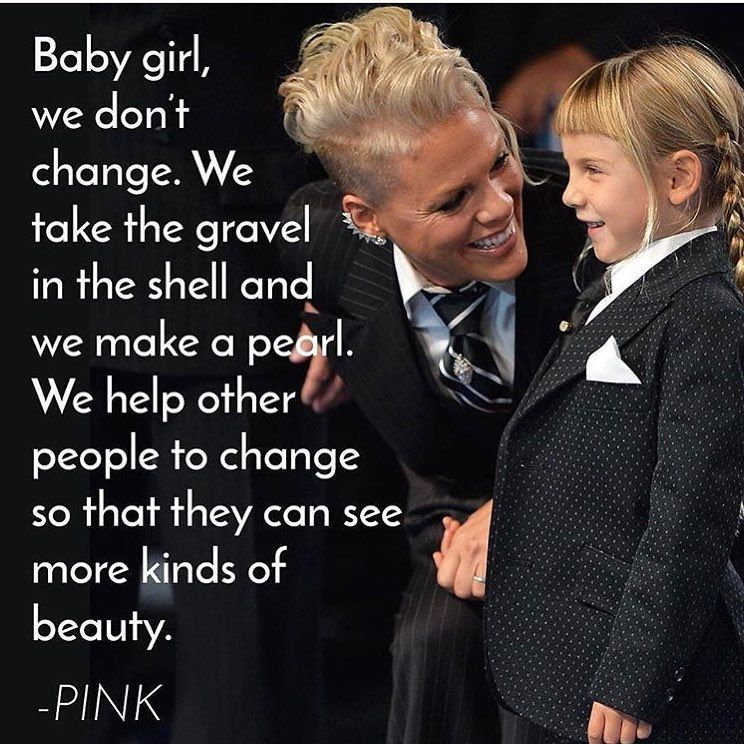 Baby girl,
we don't
change. We
take the gravel
in the shell and
we make a pearl.
We help other
people to change
so that they can see
more kinds of
beauty.
-PINK